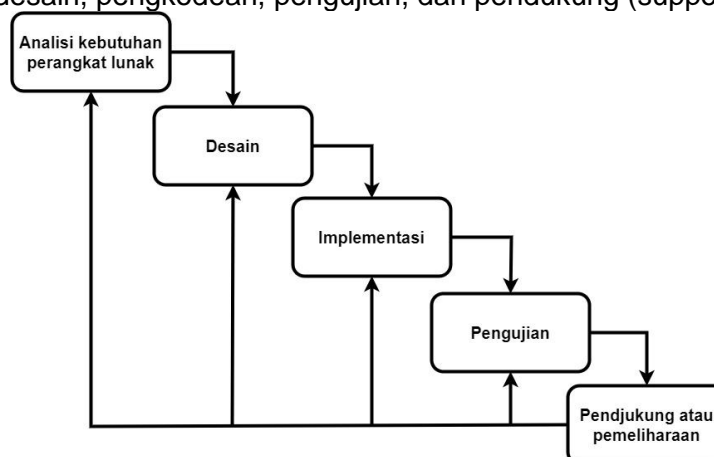 desain, pengkodean, pengujian, dan pendukung (suppo
Analisi kebutuhan
perangkat lunak
Desain
Implementasi
Pengujian
Pendjukung atau
pemeliharaan